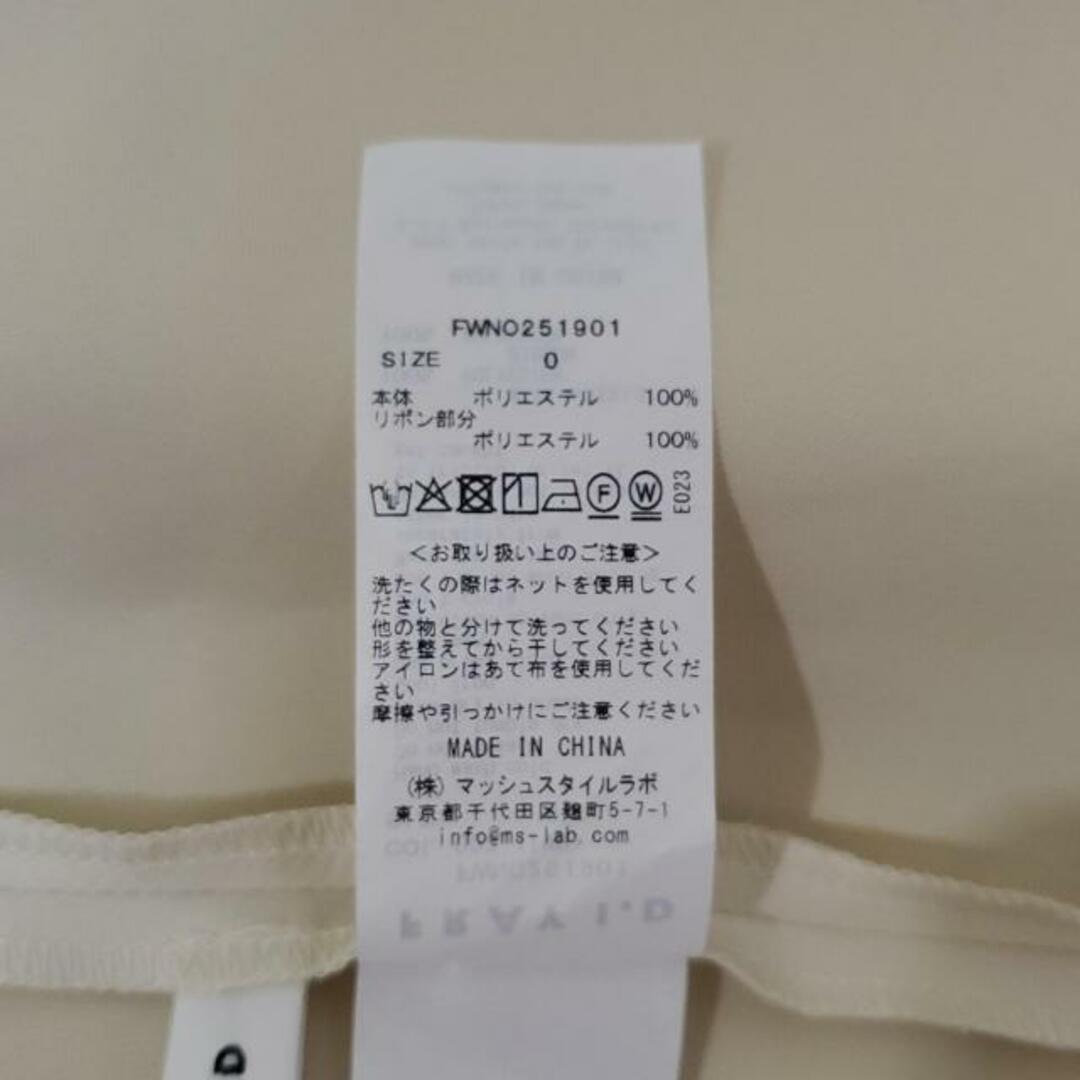 FWNO251901
SIZE 0
本体 ポリエステル 100%
リボン部分
ポリエステル 100%
F W E023
<お取り扱い上のご注意>
洗たくの際はネットを使用してく
ださい
他の物と分けて洗ってください
形を整えてから干してください
アイロンはあて布を使用してくだ
さい
摩擦や引っかけにご注意ください
MADE IN CHINA
(株) マッシュスタイルラボ
東京都千代田区麹町5-7-1
info@ms-lab.com
FWNO251901
FRAY I.D
D